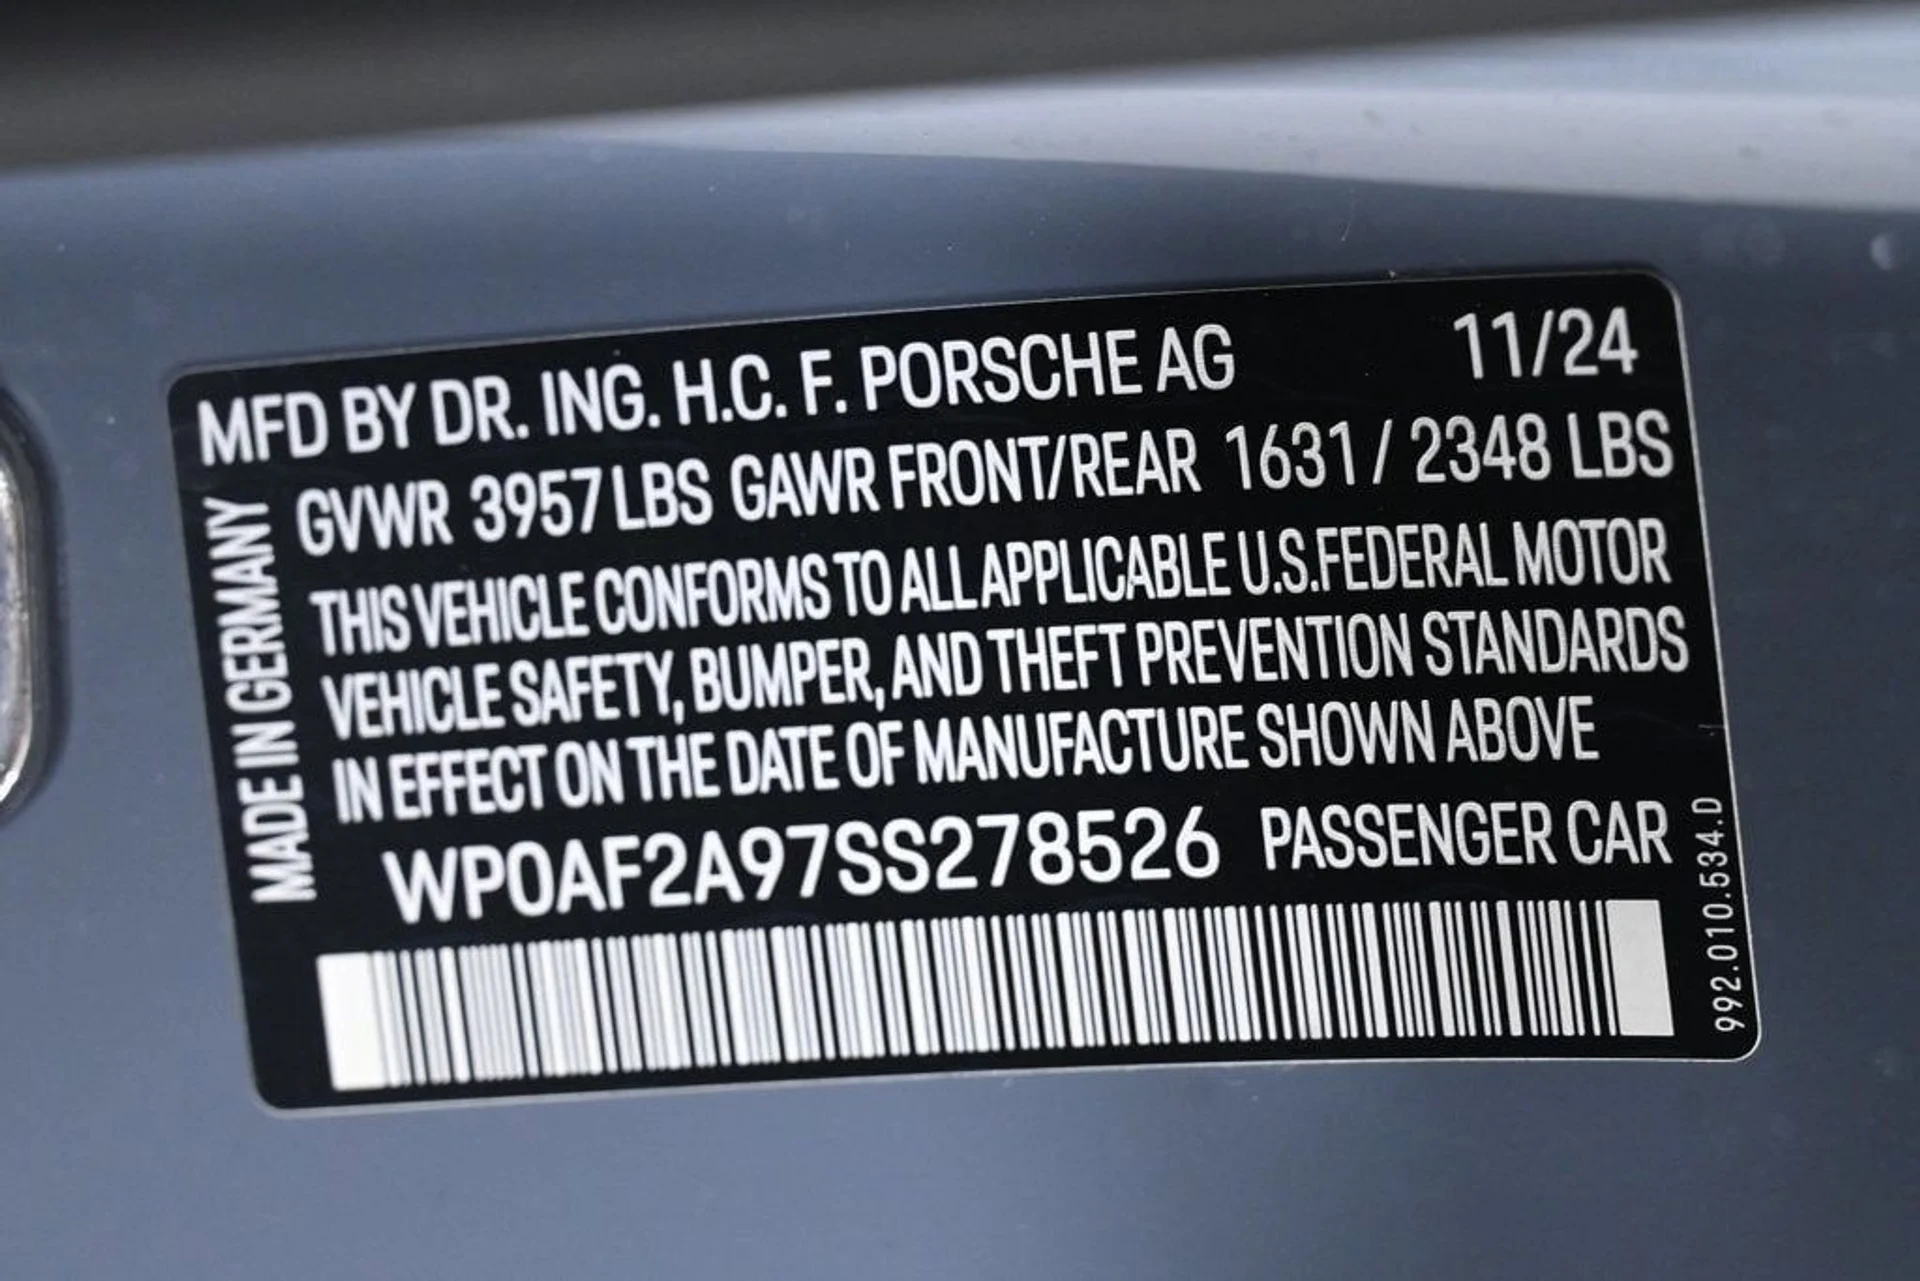 MFD BY DR. ING. H.C. F. PORSCHE AG 11/24
GVWR 3957 LBS GAWR FRONT/REAR 1631 / 2348 LBS
THIS VEHICLE CONFORMS TO ALL APPLICABLE U.S.FEDERAL MOTOR
VEHICLE SAFETY, BUMPER, AND THEFT PREVENTION STANDARDS
IN EFFECT ON THE DATE OF MANUFACTURE SHOWN ABOVE
WP0AF2A97SS278526 PASSENGER CAR
MADE IN GERMANY
992.010.534.D